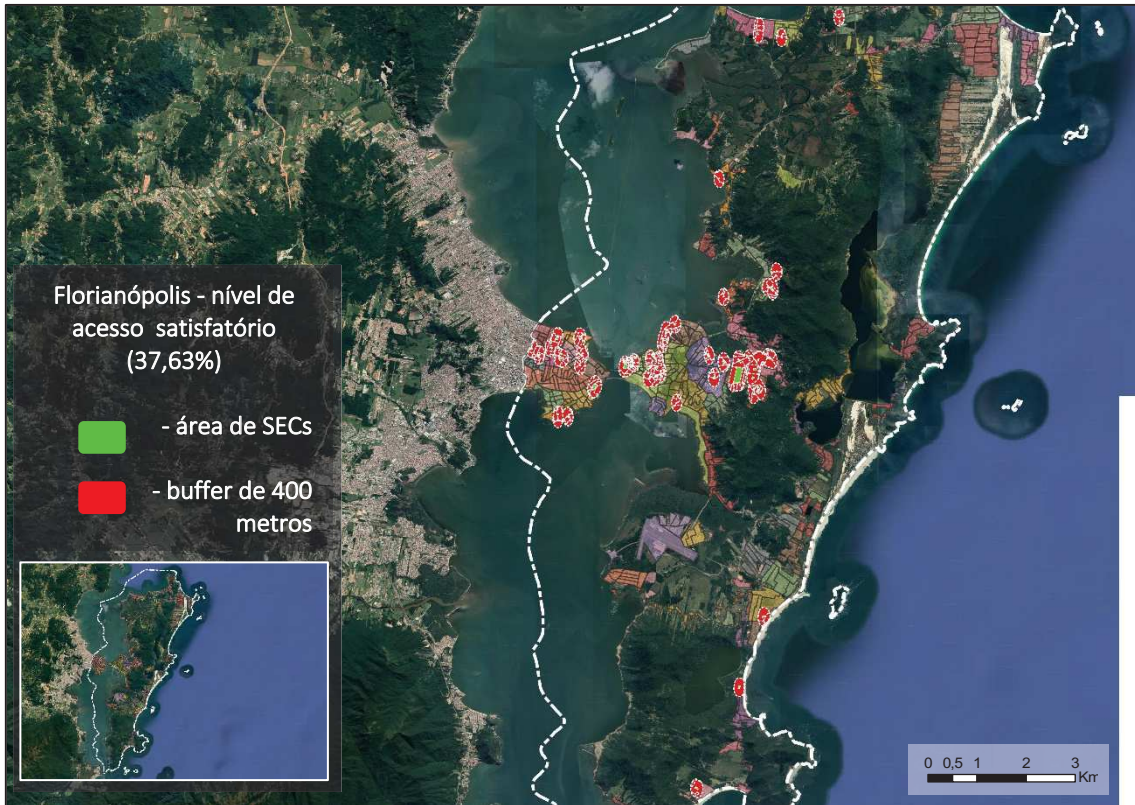 Florianópolis - nível de
acesso satisfatório
(37,63%)
- área de SECs
- buffer de 400
metros
0 0,5 1 2 3
Km